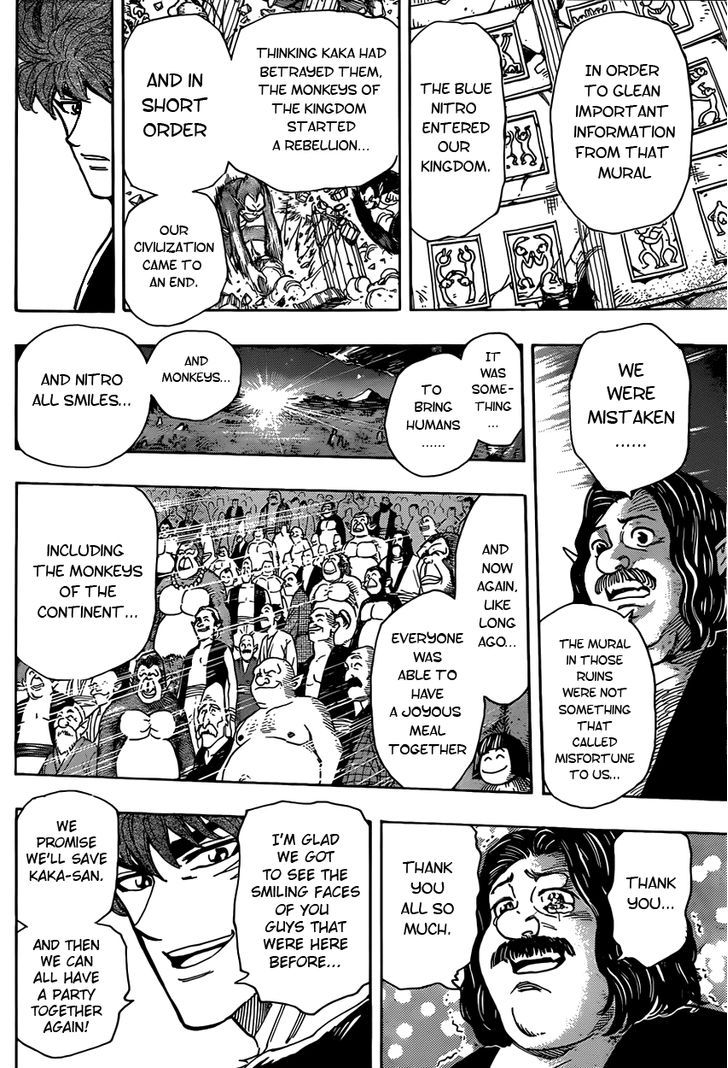 IN ORDER
TO GLEAN
IMPORTANT
INFORMATION
FROM THAT
MURAL
THE BLUE
NITRO
ENTERED
OUR
KINGDOM.
THINKING KAKA HAD
BETRAYED THEM,
THE MONKEYS OF
THE KINGDOM
STARTED
A REBELLION...
AND IN
SHORT
ORDER
OUR
CIVILIZATION
CAME TO
AN END.
WE
WERE
MISTAKEN
......
THE MURAL
IN THOSE
RUINS
WERE NOT
SOMETHING
THAT
CALLED
MISFORTUNE
TO US...
IT
WAS
SOME-
THING
...
TO
BRING
HUMANS
......
AND
MONKEYS...
AND NITRO
ALL SMILES...
AND
NOW
AGAIN,
LIKE
LONG
AGO...
EVERYONE
WAS
ABLE TO
HAVE
A JOYOUS
MEAL
TOGETHER
INCLUDING
THE MONKEYS
OF THE
CONTINENT...
THANK
YOU...
THANK
YOU
ALL SO
MUCH.
I'M GLAD
WE GOT
TO SEE THE
SMILING FACES
OF YOU
GUYS THAT
WERE HERE
BEFORE...
WE
PROMISE
WE'LL SAVE
KAKA-SAN.
AND THEN
WE CAN
ALL HAVE
A PARTY
TOGETHER
AGAIN!